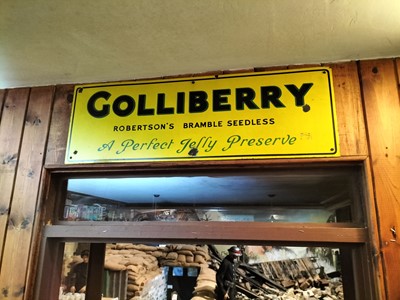 GOLLIBERRY
ROBERTSON'S BRAMBLE SEEDLESS
A Perfect Jelly Preserve